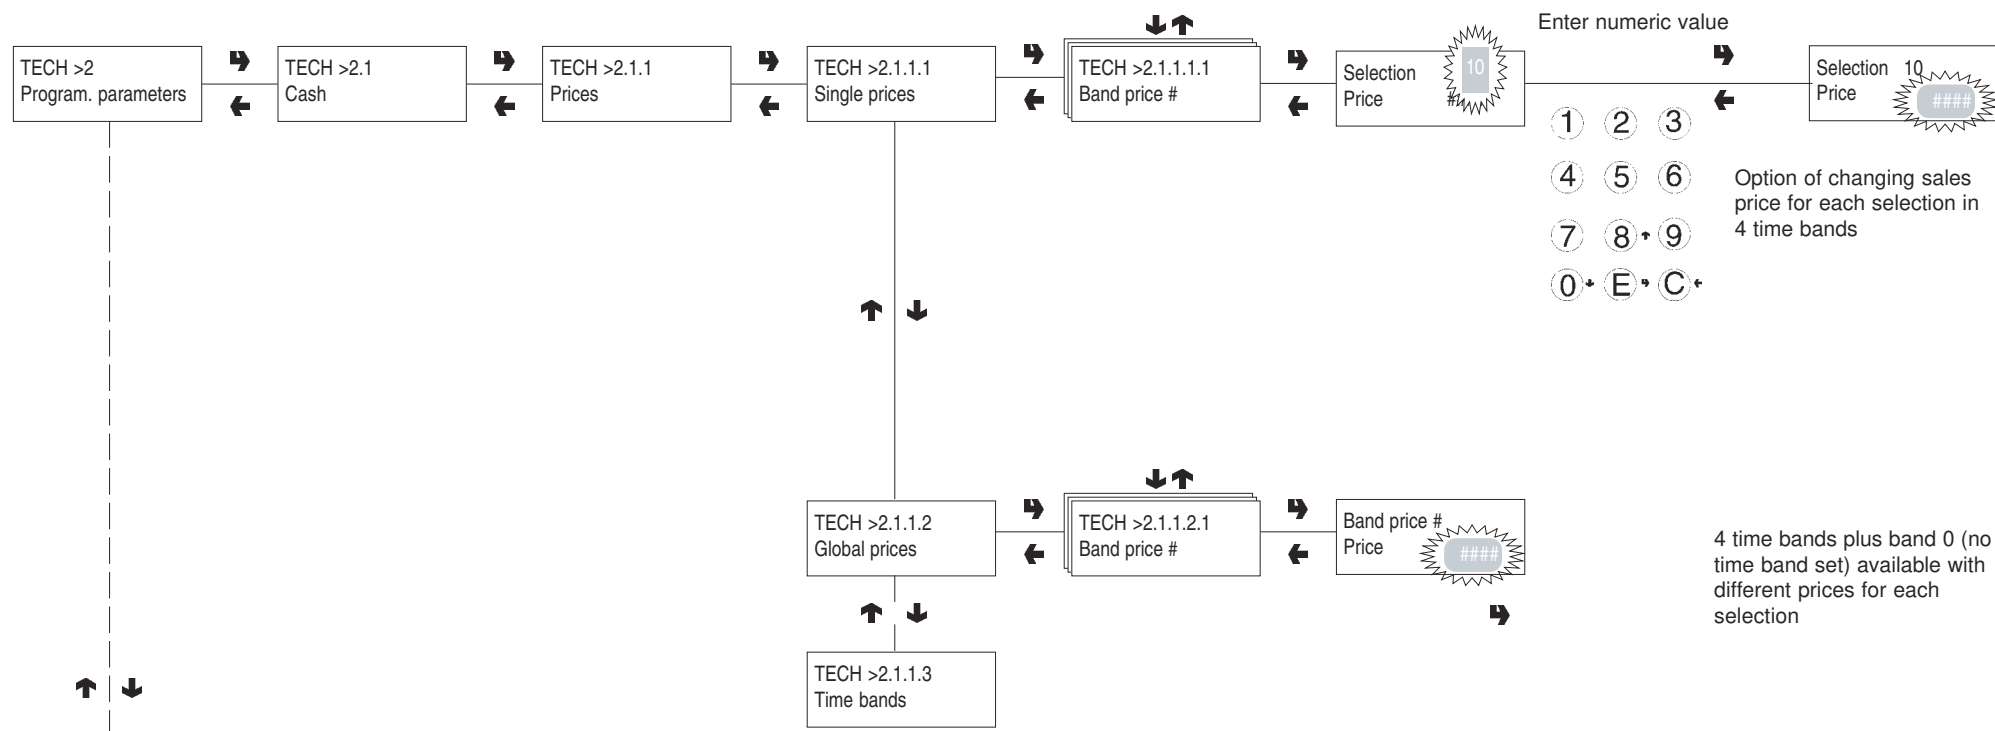 Enter numeric value
TECH >2
Program. parameters
TECH >2.1
Cash
TECH >2.1.1
Prices
TECH >2.1.1.1
Single prices
TECH >2.1.1.1.1
Band price #
Selection 10
Price ##
Selection 10
Price ####
1 2 3
4 5 6
7 8 9
0 E C
Option of changing sales
price for each selection in
4 time bands
TECH >2.1.1.2
Global prices
TECH >2.1.1.2.1
Band price #
Band price #
Price ####
4 time bands plus band 0 (no
time band set) available with
different prices for each
selection
TECH >2.1.1.3
Time bands